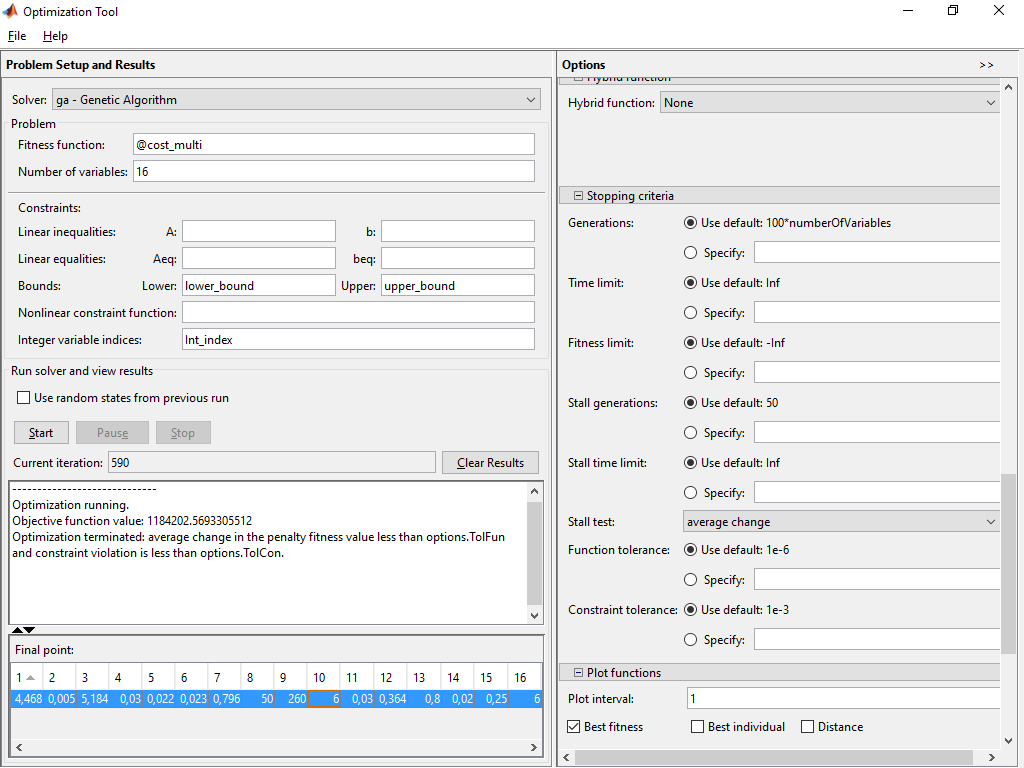 Optimization Tool
File Help
Problem Setup and Results
Solver: ga - Genetic Algorithm
Problem
Fitness function: @cost_multi
Number of variables: 16
Constraints:
Linear inequalities: A: b:
Linear equalities: Aeq: beq:
Bounds: Lower: lower_bound Upper: upper_bound
Nonlinear constraint function:
Integer variable indices: Int_index
Run solver and view results
Use random states from previous run
Start Pause Stop
Current iteration: 590 Clear Results
-----------------------------
Optimization running.
Objective function value: 1184202.5693305512
Optimization terminated: average change in the penalty fitness value less than options.TolFun
and constraint violation is less than options.TolCon.
Final point:
1 2 3 4 5 6 7 8 9 10 11 12 13 14 15 16
4,468 0,005 5,184 0,03 0,022 0,023 0,796 50 260 6 0,03 0,364 0,8 0,02 0,25 6
Options >>
Hybrid function
Hybrid function: None
Stopping criteria
Generations: Use default: 100*numberOfVariables
Specify:
Time limit: Use default: Inf
Specify:
Fitness limit: Use default: -Inf
Specify:
Stall generations: Use default: 50
Specify:
Stall time limit: Use default: Inf
Specify:
Stall test: average change
Function tolerance: Use default: 1e-6
Specify:
Constraint tolerance: Use default: 1e-3
Specify:
Plot functions
Plot interval: 1
Best fitness Best individual Distance